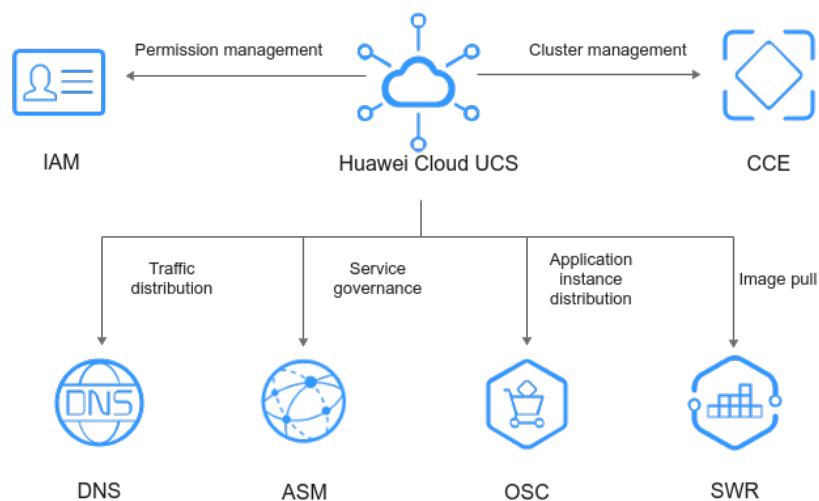 Permission management
Cluster management
IAM
Huawei Cloud UCS
CCE
Traffic
distribution
Service
governance
Application
instance
distribution
Image pull
DNS
DNS
ASM
OSC
SWR